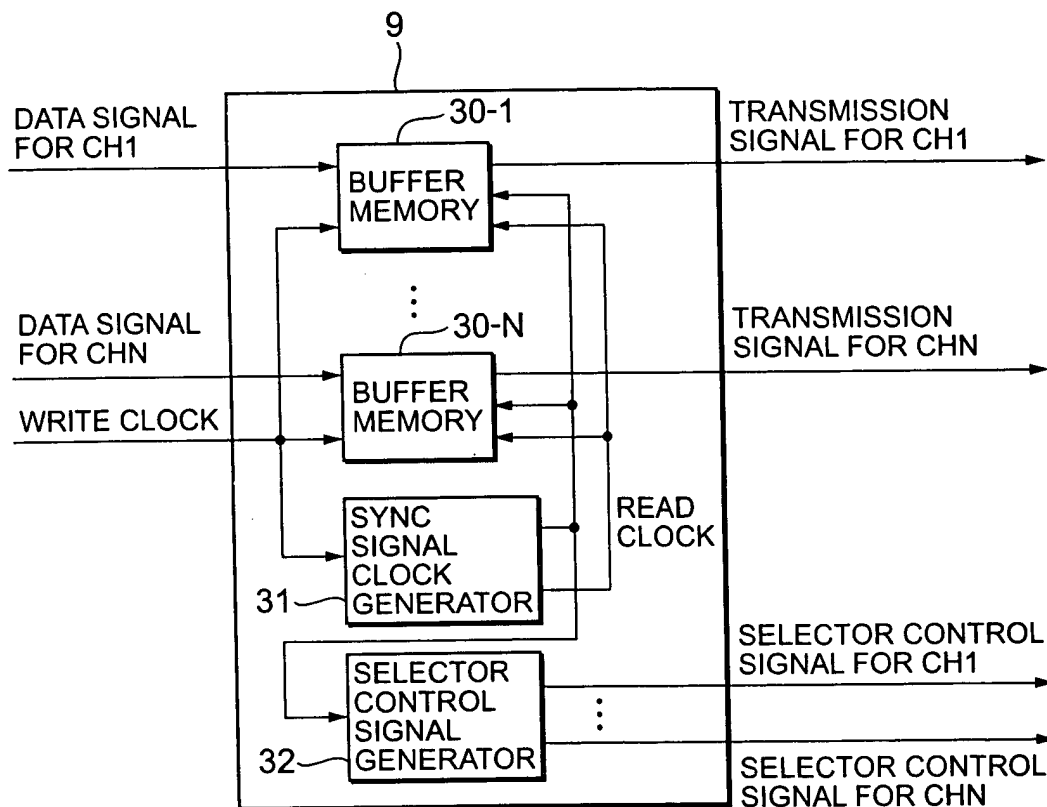 9
DATA SIGNAL
FOR CH1
30-1
BUFFER
MEMORY
TRANSMISSION
SIGNAL FOR CH1
DATA SIGNAL
FOR CHN
30-N
BUFFER
MEMORY
TRANSMISSION
SIGNAL FOR CHN
WRITE CLOCK
SYNC
SIGNAL
CLOCK
GENERATOR
31
READ
CLOCK
SELECTOR
CONTROL
SIGNAL
GENERATOR
32
SELECTOR CONTROL
SIGNAL FOR CH1
SELECTOR CONTROL
SIGNAL FOR CHN